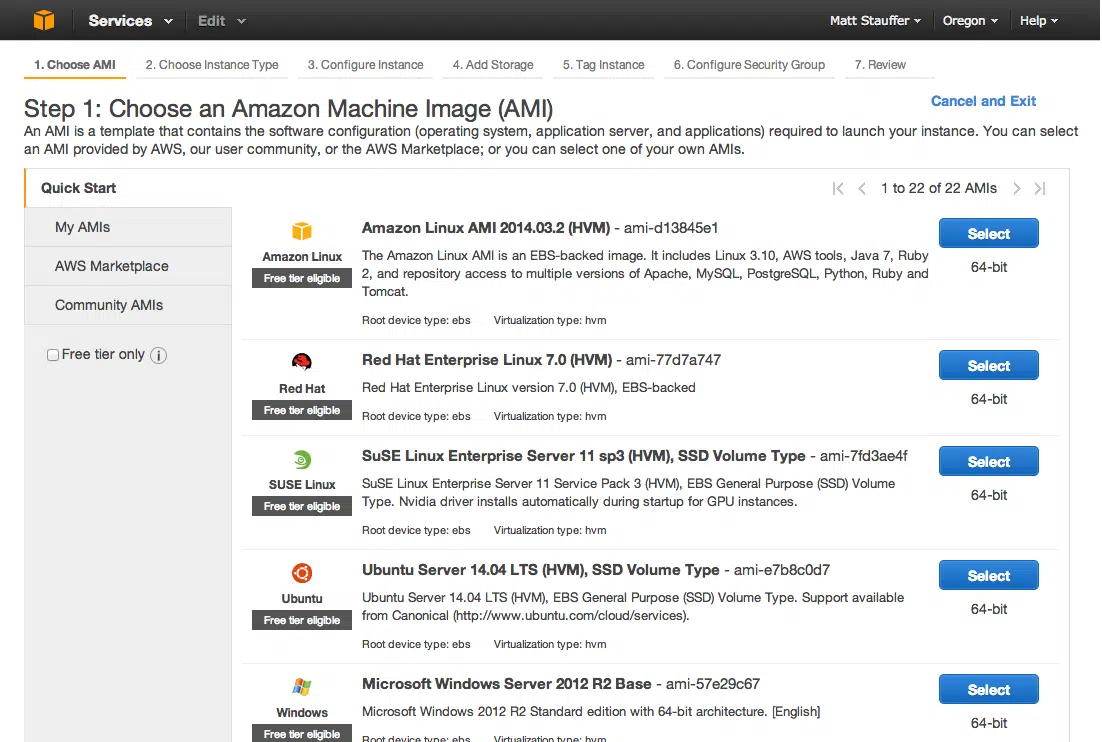 Services Edit Matt Stauffer Oregon Help
1. Choose AMI 2. Choose Instance Type 3. Configure Instance 4. Add Storage 5. Tag Instance 6. Configure Security Group 7. Review
Step 1: Choose an Amazon Machine Image (AMI)
Cancel and Exit
An AMI is a template that contains the software configuration (operating system, application server, and applications) required to launch your instance. You can select
an AMI provided by AWS, our user community, or the AWS Marketplace; or you can select one of your own AMIs.
Quick Start
1 to 22 of 22 AMIs
My AMIs
AWS Marketplace
Community AMIs
Free tier only
Amazon Linux
Free tier eligible
Amazon Linux AMI 2014.03.2 (HVM) - ami-d13845e1
The Amazon Linux AMI is an EBS-backed image. It includes Linux 3.10, AWS tools, Java 7, Ruby
2, and repository access to multiple versions of Apache, MySQL, PostgreSQL, Python, Ruby and
Tomcat.
Root device type: ebs Virtualization type: hvm
Select
64-bit
Red Hat
Free tier eligible
Red Hat Enterprise Linux 7.0 (HVM) - ami-77d7a747
Red Hat Enterprise Linux version 7.0 (HVM), EBS-backed
Root device type: ebs Virtualization type: hvm
Select
64-bit
SUSE Linux
Free tier eligible
SuSE Linux Enterprise Server 11 sp3 (HVM), SSD Volume Type - ami-7fd3ae4f
SuSE Linux Enterprise Server 11 Service Pack 3 (HVM), EBS General Purpose (SSD) Volume
Type. Nvidia driver installs automatically during startup for GPU instances.
Root device type: ebs Virtualization type: hvm
Select
64-bit
Ubuntu
Free tier eligible
Ubuntu Server 14.04 LTS (HVM), SSD Volume Type - ami-e7b8c0d7
Ubuntu Server 14.04 LTS (HVM), EBS General Purpose (SSD) Volume Type. Support available
from Canonical (http://www.ubuntu.com/cloud/services).
Root device type: ebs Virtualization type: hvm
Select
64-bit
Windows
Free tier eligible
Microsoft Windows Server 2012 R2 Base - ami-57e29c67
Microsoft Windows 2012 R2 Standard edition with 64-bit architecture. [English]
Root device type: ebs Virtualization type: hvm
Select
64-bit